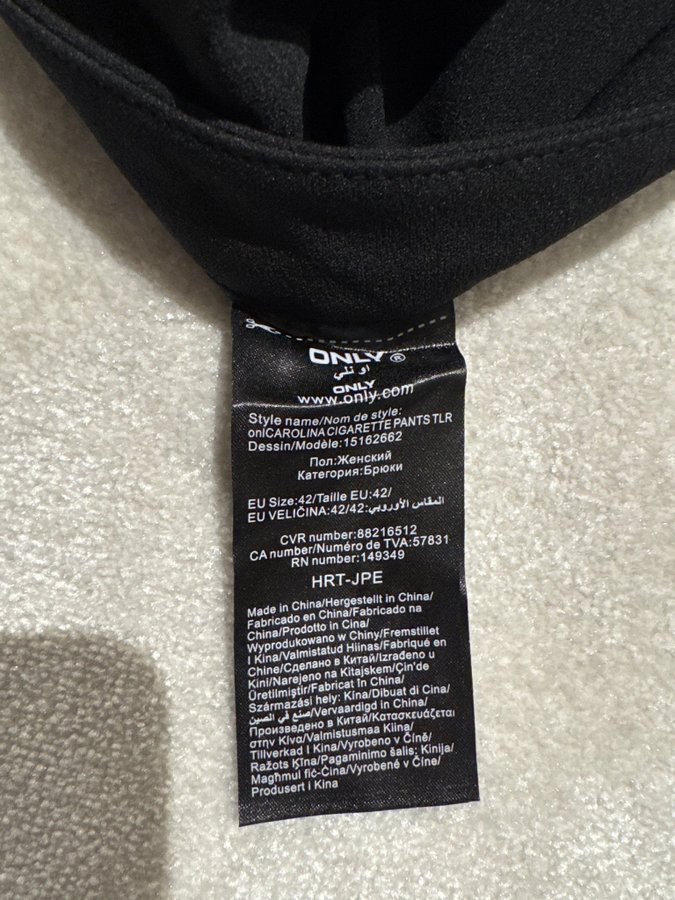 ONLY®
اونلي
ONLY
www.only.com
Style name/Nom de style:
onlCAROLINA CIGARETTE PANTS TLR
Dessin/Modèle:15162662
Пол:Женский
Категория:Брюки
EU Size:42/Taille EU:42/
EU VELIČINA:42/42:المقاس الأوروبي/
CVR number:88216512
CA number/Numéro de TVA:57831
RN number:149349
HRT-JPE
Made in China/Hergestellt in China/
Fabricado en China/Fabricado na
China/Prodotto in Cina/
Wyprodukowano w Chiny/Fremstillet
I Kina/Valmistatud Hiinas/Fabriqué en
Chine/Сделано в Китай/Izrađeno u
Kini/Narejeno na Kitajskem/Çin'de
Üretilmiştir/Fabricat în China/
Származási hely: Kína/Dibuat di Cina/
صنع في الصين/Vervaardigd in China/
Произведено в Китай/Κατασκευάζεται
στην Κίνα/Valmistusmaa Kiina/
Tillverkad I Kina/Vyrobeno v Číně/
Ražots Ķīna/Pagaminimo šalis: Kinija/
Magħmul fiċ-Ċina/Vyrobené v Číne/
Produsert i Kina